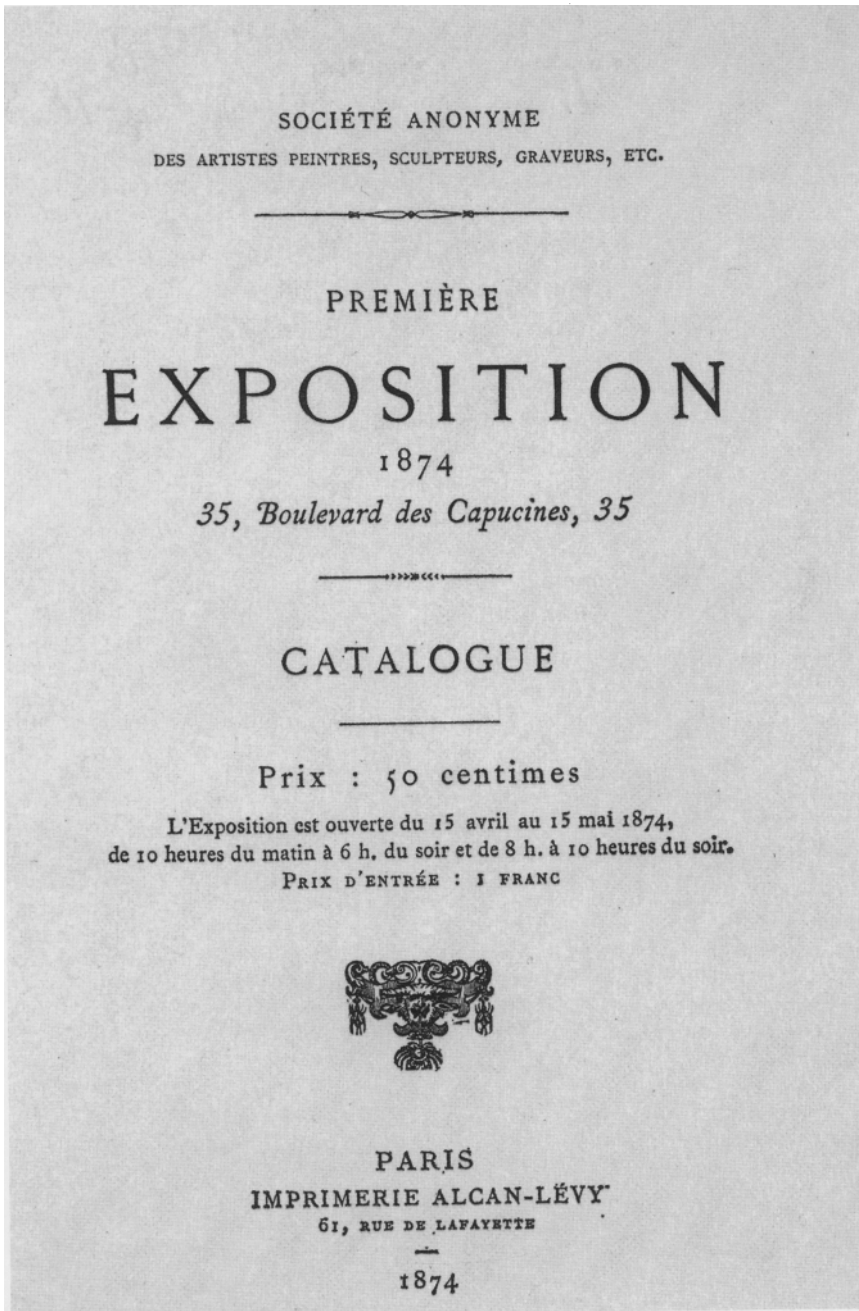 SOCIÉTÉ ANONYME
DES ARTISTES PEINTRES, SCULPTEURS, GRAVEURS, ETC.
PREMIÈRE
EXPOSITION
1874
35, Boulevard des Capucines, 35
CATALOGUE
Prix : 50 centimes
L'Exposition est ouverte du 15 avril au 15 mai 1874,
de 10 heures du matin à 6 h. du soir et de 8 h. à 10 heures du soir.
PRIX D'ENTRÉE : 1 FRANC
PARIS
IMPRIMERIE ALCAN-LÉVY
61, RUE DE LAFAYETTE
1874